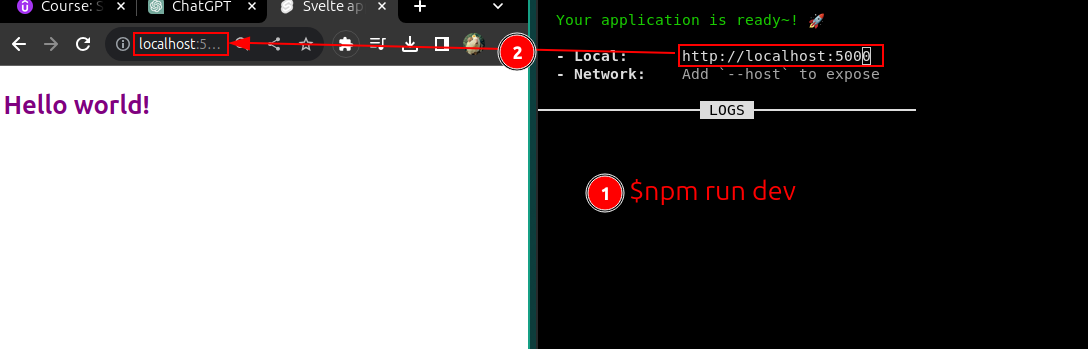 Course: S
ChatGPT
Svelte ap
localhost:5...
Hello world!
Your application is ready~! 🚀
- Local: http://localhost:5000
- Network: Add `--host` to expose
LOGS
2
1
$npm run dev